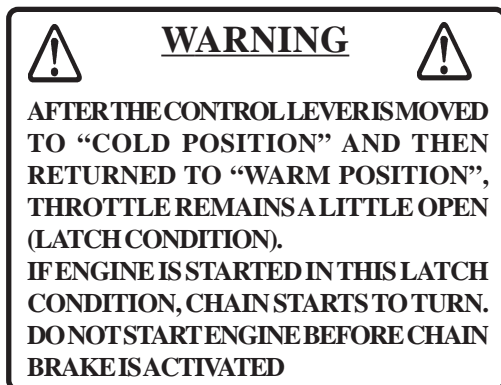 WARNING
AFTER THE CONTROL LEVER IS MOVED
TO “COLD POSITION” AND THEN
RETURNED TO “WARM POSITION”,
THROTTLE REMAINS A LITTLE OPEN
(LATCH CONDITION).
IF ENGINE IS STARTED IN THIS LATCH
CONDITION, CHAIN STARTS TO TURN.
DO NOT START ENGINE BEFORE CHAIN
BRAKE IS ACTIVATED